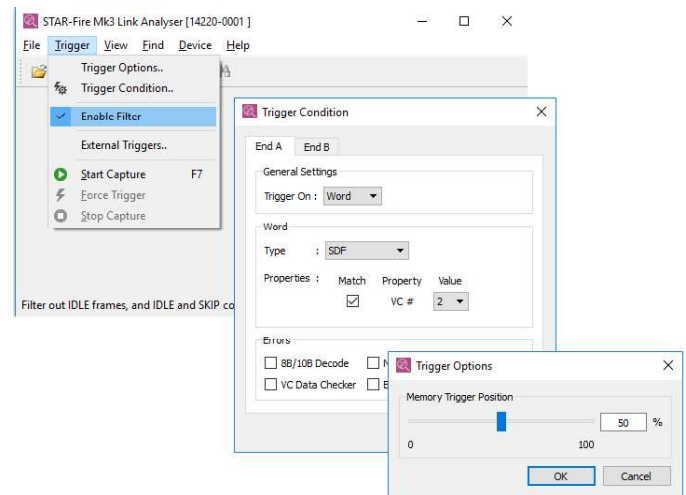 STAR-Fire Mk3 Link Analyser [14220-0001 ]
File Trigger View Find Device Help
Trigger Options..
Trigger Condition..
Enable Filter
External Triggers..
Start Capture F7
Force Trigger
Stop Capture
Filter out IDLE frames, and IDLE and SKIP co
Trigger Condition
End A End B
General Settings
Trigger On : Word
Word
Type : SDF
Properties : Match Property Value
VC # 2
Errors
8B/10B Decode
VC Data Checker
Trigger Options
Memory Trigger Position
50 %
0 100
OK Cancel